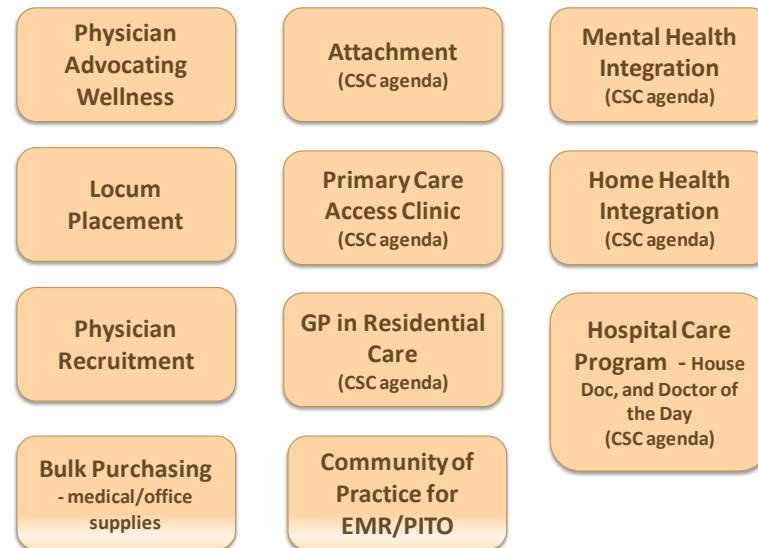 Physician
Advocating
Wellness
Attachment
(CSC agenda)
Mental Health
Integration
(CSC agenda)
Locum
Placement
Primary Care
Access Clinic
(CSC agenda)
Home Health
Integration
(CSC agenda)
Physician
Recruitment
GP in Residential
Care
(CSC agenda)
Hospital Care
Program - House
Doc, and Doctor of
the Day
(CSC agenda)
Bulk Purchasing
- medical/office
supplies
Community of
Practice for
EMR/PITO